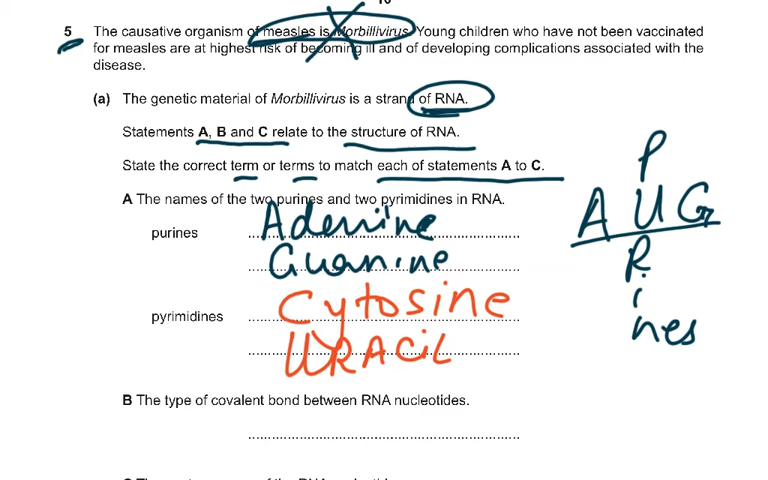 5 The causative organism of measles is Morbillivirus. Young children who have not been vaccinated
for measles are at highest risk of becoming ill and of developing complications associated with the
disease.
(a) The genetic material of Morbillivirus is a strand of RNA.
Statements A, B and C relate to the structure of RNA.
State the correct term or terms to match each of statements A to C.
A The names of the two purines and two pyrimidines in RNA.
purines Adenine
Guanine
pyrimidines Cytosine
URACiL
B The type of covalent bond between RNA nucleotides.
P
A U G
R
i
nes